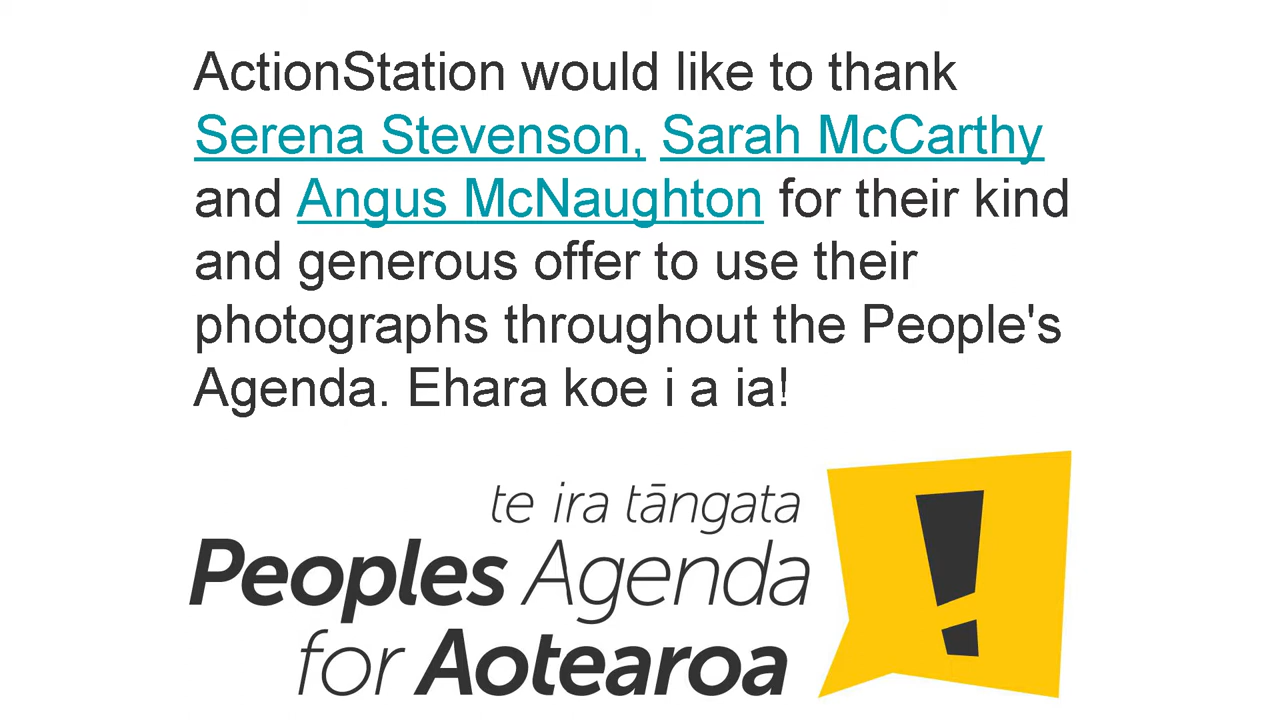 ActionStation would like to thank
Serena Stevenson, Sarah McCarthy
and Angus McNaughton for their kind
and generous offer to use their
photographs throughout the People's
Agenda. Ehara koe i a ia!
te ira tāngata
Peoples Agenda
for Aotearoa
!